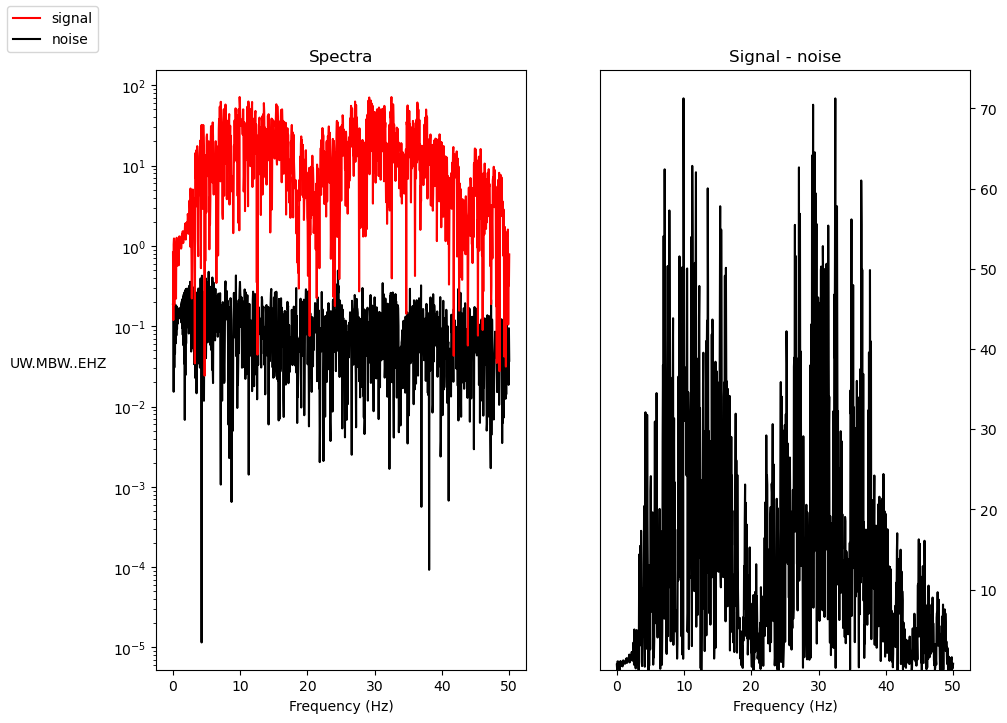 signal
noise
Spectra
Signal - noise
10²
10¹
10⁰
10⁻¹
10⁻²
10⁻³
10⁻⁴
10⁻⁵
UW.MBW..EHZ
70
60
50
40
30
20
10
0 10 20 30 40 50
Frequency (Hz)
0 10 20 30 40 50
Frequency (Hz)